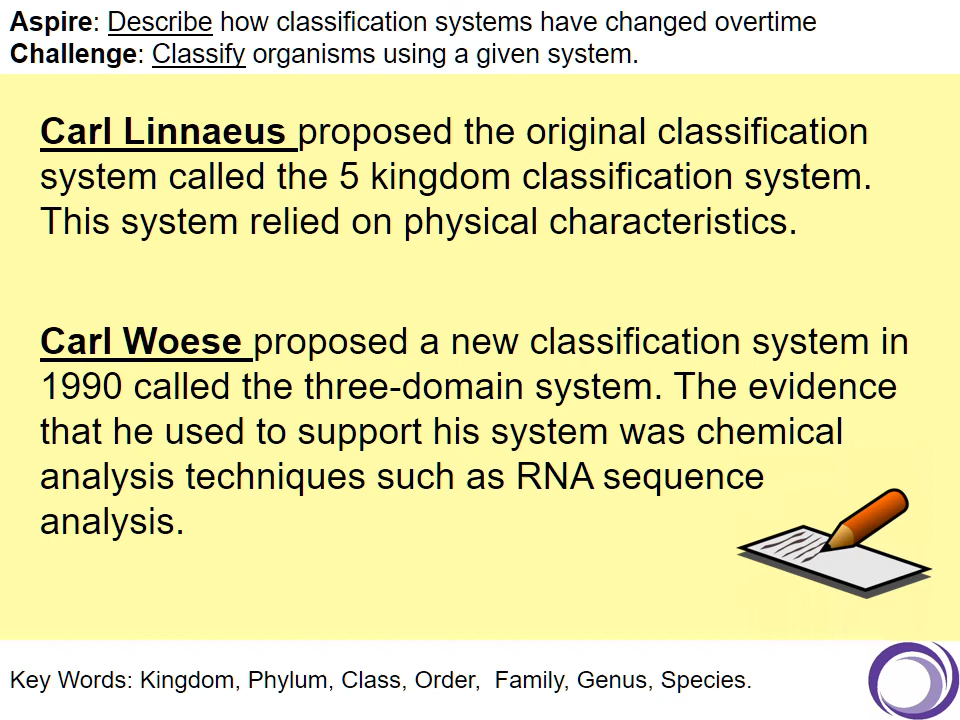 Aspire: Describe how classification systems have changed overtime
Challenge: Classify organisms using a given system.
Carl Linnaeus proposed the original classification
system called the 5 kingdom classification system.
This system relied on physical characteristics.
Carl Woese proposed a new classification system in
1990 called the three-domain system. The evidence
that he used to support his system was chemical
analysis techniques such as RNA sequence
analysis.
Key Words: Kingdom, Phylum, Class, Order,  Family, Genus, Species.